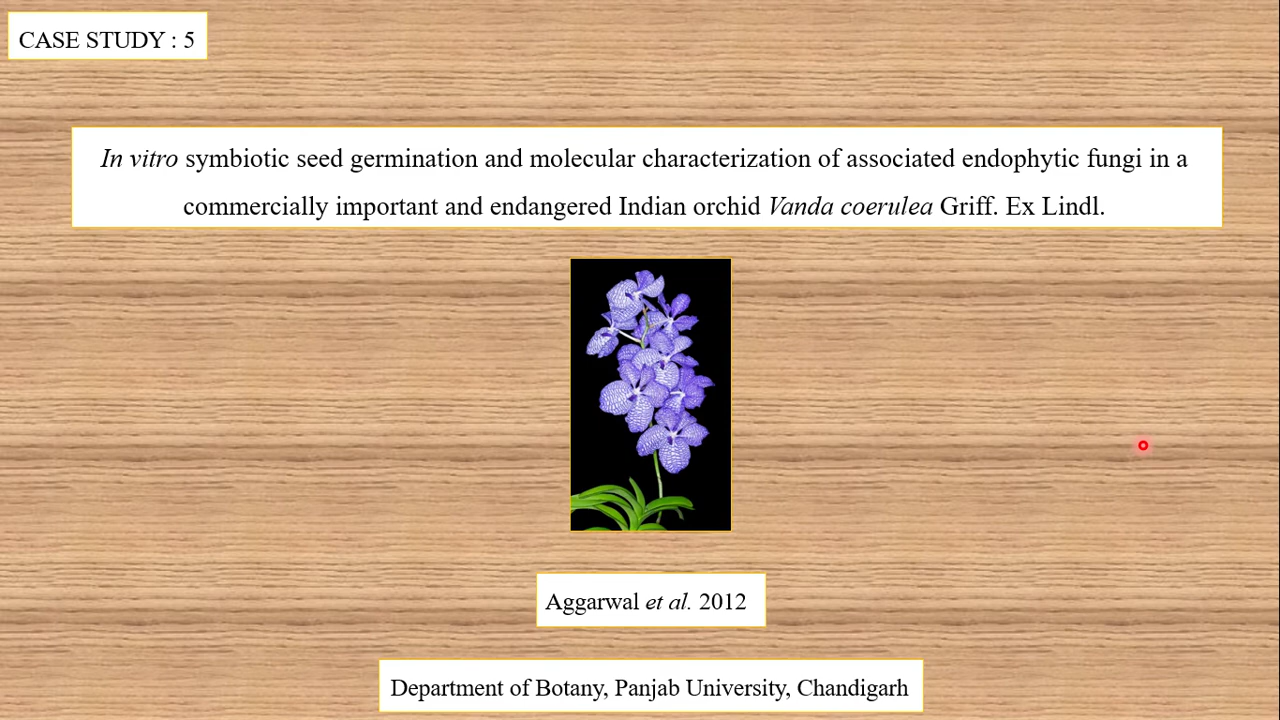 CASE STUDY : 5
In vitro symbiotic seed germination and molecular characterization of associated endophytic fungi in a
commercially important and endangered Indian orchid Vanda coerulea Griff. Ex Lindl.
Aggarwal et al. 2012
Department of Botany, Panjab University, Chandigarh